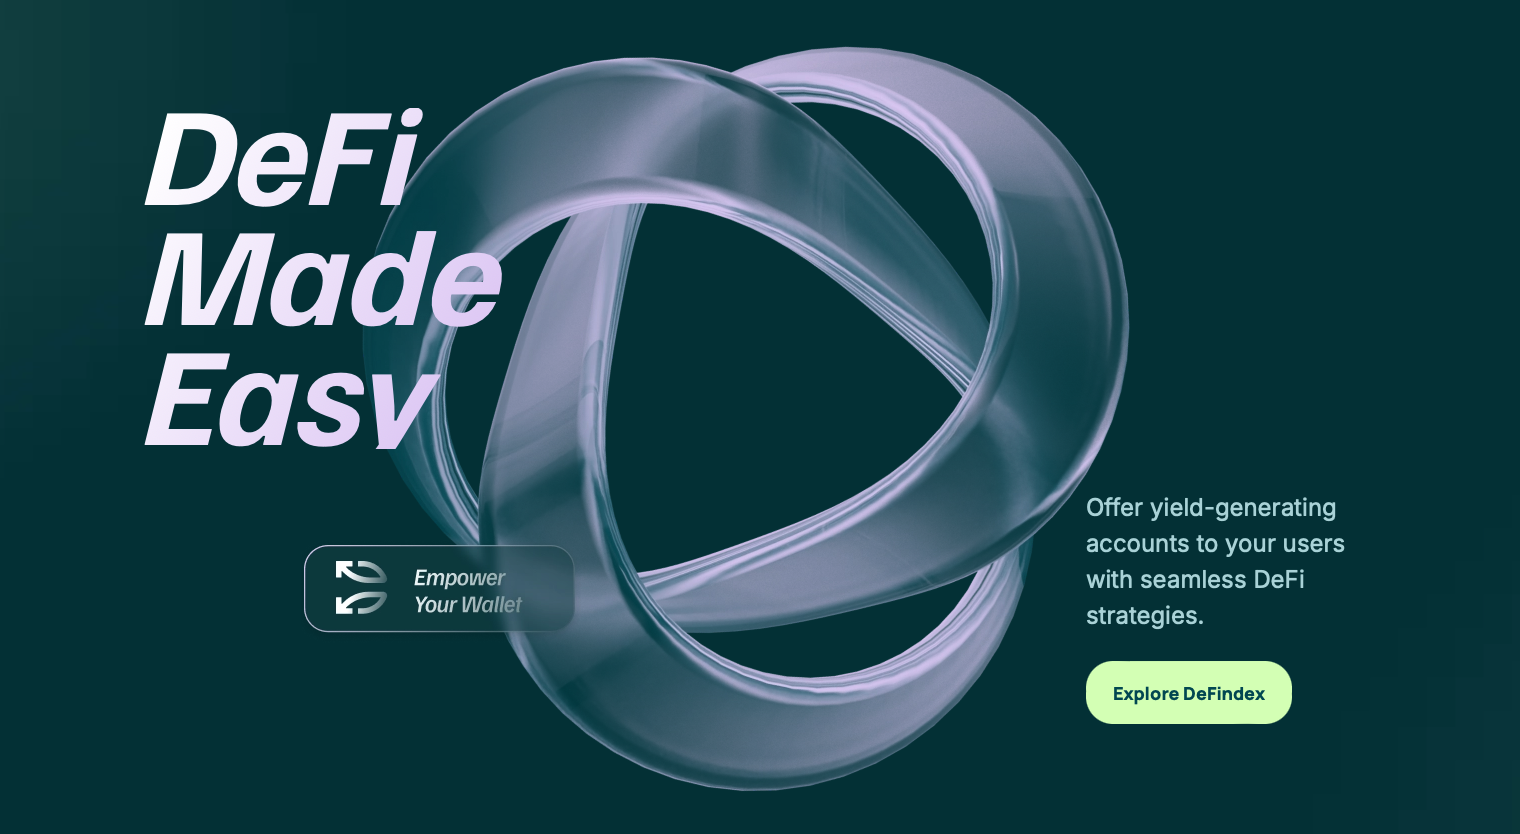 DeFi
Made
Easy
Empower
Your Wallet
Offer yield-generating
accounts to your users
with seamless DeFi
strategies.
Explore DeFindex